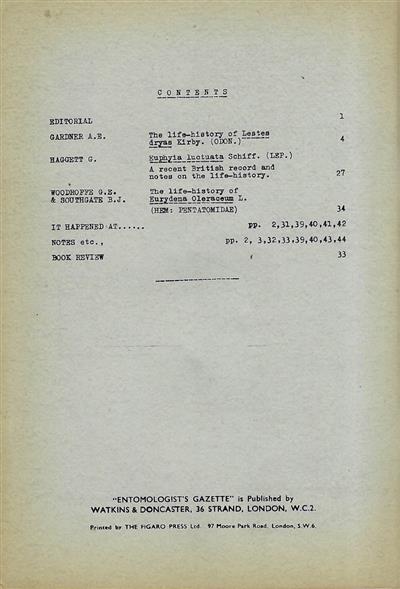 CONTENTS
EDITORIAL 1
GARDNER A.E. The life-history of Lestes
dryas Kirby. (ODON.) 4
HAGGETT G. Euphyia luctuata Schiff. (LEP.)
A recent British record and
notes on the life-history. 27
WOODROFFE G.E. The life-history of
& SOUTHGATE B.J. Eurydema Oleraceum L.
(HEM: PENTATOMIDAE) 34
IT HAPPENED AT...... pp. 2,31,39,40,41,42
NOTES etc., pp. 2, 3,32,33,39,40,43,44
BOOK REVIEW 33
"ENTOMOLOGIST'S GAZETTE" is Published by
WATKINS & DONCASTER, 36 STRAND, LONDON, W.C.2.
Printed by THE FIGARO PRESS Ltd. 97 Moore Park Road. London, S.W.6.